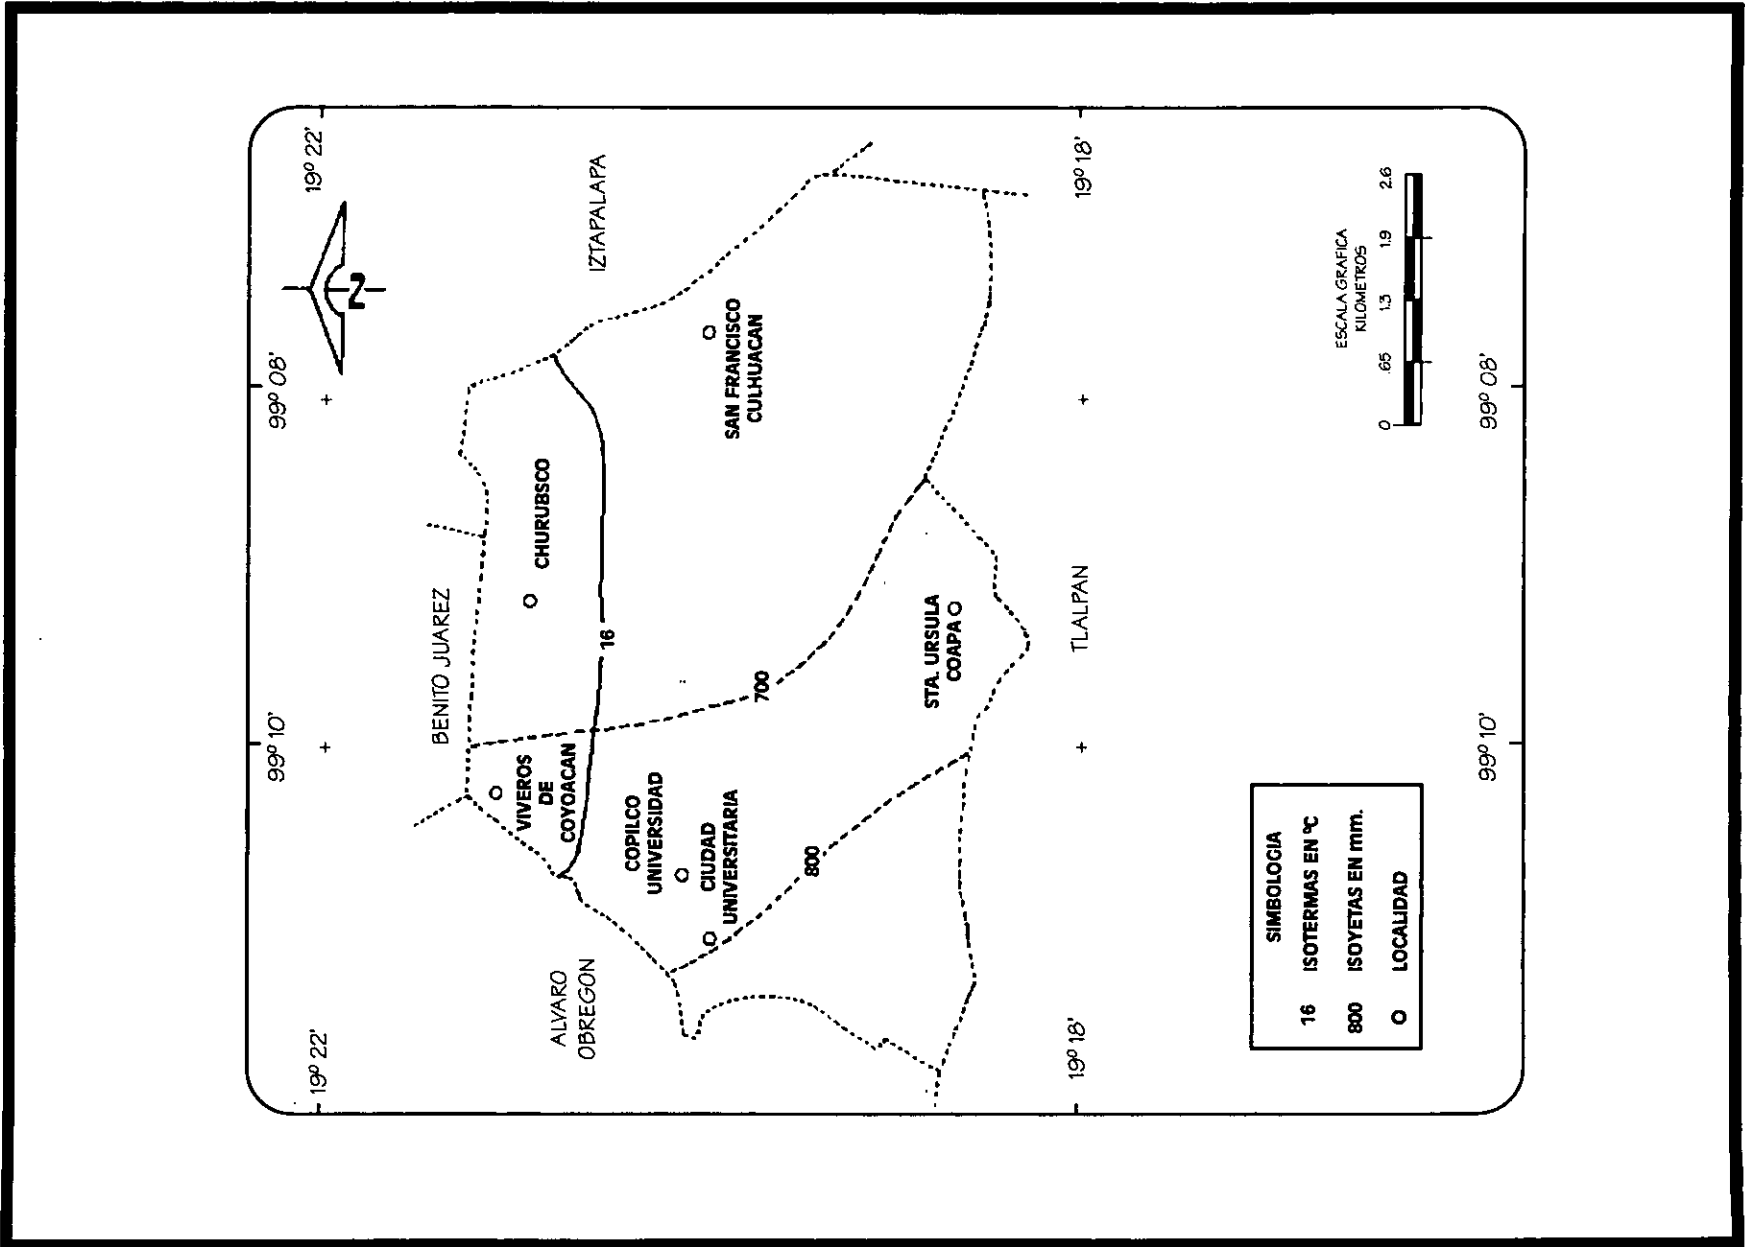 19º 22'
19º 18'
IZTAPALAPA
N
99º 08'
99º 08'
SAN FRANCISCO
CULHUACAN
ESCALA GRAFICA
KILOMETROS
0 .65 1.3 1.9 2.6
CHURUBSCO
BENITO JUAREZ
16
700
STA. URSULA
COAPA
TLALPAN
99º 10'
99º 10'
VIVEROS
DE
COYOACAN
COPILCO
UNIVERSIDAD
CIUDAD
UNIVERSITARIA
800
ALVARO
OBREGON
19º 22'
19º 18'
SIMBOLOGIA
16 ISOTERMAS EN ºC
800 ISOYETAS EN mm.
O LOCALIDAD